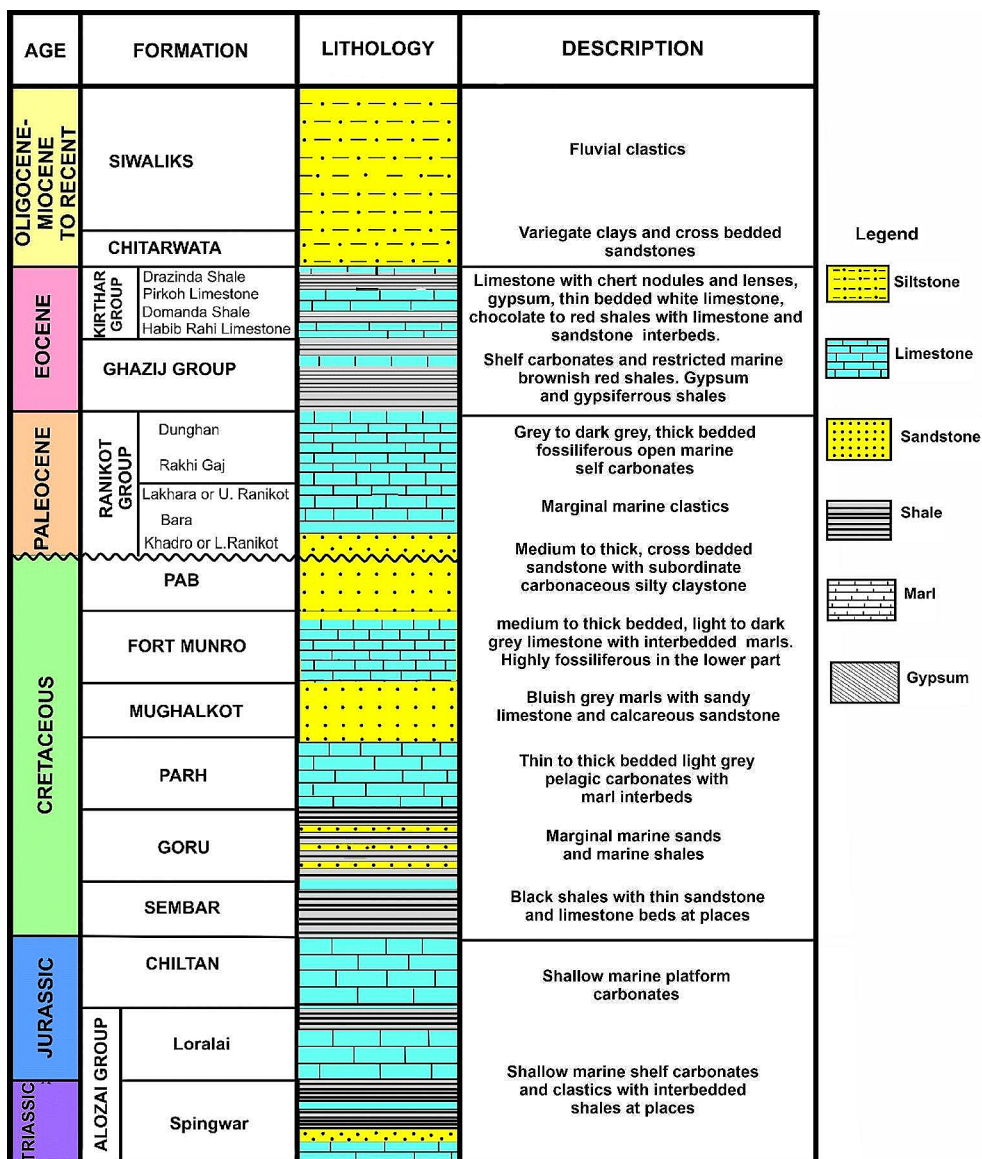 AGE
FORMATION
LITHOLOGY
DESCRIPTION
OLIGOCENE-
MIOCENE
TO RECENT
SIWALIKS
Fluvial clastics
CHITARWATA
Variegate clays and cross bedded
sandstones
EOCENE
KIRTHAR
GROUP
Drazinda Shale
Pirkoh Limestone
Domanda Shale
Habib Rahi Limestone
Limestone with chert nodules and lenses,
gypsum, thin bedded white limestone,
chocolate to red shales with limestone and
sandstone interbeds.
GHAZIJ GROUP
Shelf carbonates and restricted marine
brownish red shales. Gypsum
and gypsiferrous shales
PALEOCENE
RANIKOT
GROUP
Dunghan
Rakhi Gaj
Lakhara or U. Ranikot
Bara
Khadro or L.Ranikot
Grey to dark grey, thick bedded
fossiliferous open marine
self carbonates
Marginal marine clastics
Medium to thick, cross bedded
sandstone with subordinate
carbonaceous silty claystone
CRETACEOUS
PAB
FORT MUNRO
medium to thick bedded, light to dark
grey limestone with interbedded marls.
Highly fossiliferous in the lower part
MUGHALKOT
Bluish grey marls with sandy
limestone and calcareous sandstone
PARH
Thin to thick bedded light grey
pelagic carbonates with
marl interbeds
GORU
Marginal marine sands
and marine shales
SEMBAR
Black shales with thin sandstone
and limestone beds at places
JURASSIC
CHILTAN
Shallow marine platform
carbonates
ALOZAI GROUP
Loralai
TRIASSIC
Spingwar
Shallow marine shelf carbonates
and clastics with interbedded
shales at places
Legend
Siltstone
Limestone
Sandstone
Shale
Marl
Gypsum